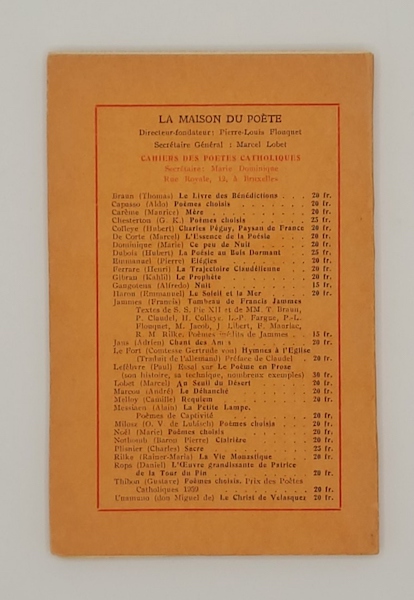 LA MAISON DU POÈTE
Directeur-fondateur: Pierre-Louis Flouquet
Secrétaire Général : Marcel Lobet
CAHIERS DES POETES CATHOLIQUES
Secrétaire: Marie Dominique
Rue Royale, 12, à Bruxelles
Braun (Thomas) Le Livre des Bénédictions . . . 20 fr.
Capasso (Aldo) Poèmes choisis . . . 20 fr.
Carême (Maurice) Mère . . . 20 fr.
Chesterton (G. K.) Poèmes choisis . . . 25 fr.
Colleye (Hubert) Charles Péguy, Paysan de France 20 fr.
De Corte (Marcel) L'Essence de la Poésie . . . 20 fr.
Dominique (Marie) Ce peu de Nuit . . . 20 fr.
Dubois (Hubert) La Poésie au Bois Dormant . . . 25 fr.
Emmanuel (Pierre) Elégies . . . 20 fr.
Ferrare (Henri) La Trajectoire Claudélienne . . . 20 fr.
Gibran (Kahlil) Le Prophète . . . 20 fr.
Gangotena (Alfredo) Nuit . . . 15 fr.
Hoton (Emmanuel) Le Soleil et la Mer . . . 20 fr.
Jammes (Francis) Tombeau de Francis Jammes
Textes de S. S. Pie XII et de MM. T. Braun,
P. Claudel, H. Colleye, L.-P. Fargue, P.-L.
Flouquet, M. Jacob, J. Libert, F. Mauriac,
R. M. Rilke, Poèmes inédits de Jammes . . . 15 fr.
Jans (Adrien) Chant des Am s . . . 20 fr.
Le Fort (Comtesse Gertrude von) Hymnes à l'Eglise
(Traduit de l'allemand) Préface de Claudel . . . 20 fr.
Lefébvre (Paul) Essai sur Le Poème en Prose
(son histoire, sa technique, nombreux exemples) 30 fr.
Lobet (Marcel) Au Seuil du Désert . . . 20 fr.
Marcou (André) Le Débauché . . . 20 fr.
Melloy (Camille) Requiem . . . 20 fr.
Messiaen (Alain) La Petite Lampe,
Poèmes de Captivité . . . 20 fr.
Milosz (O. V. de Lubicz) Poèmes choisis . . . 20 fr.
Noël (Marie) Poèmes choisis . . . 20 fr.
Nothomb (Baron Pierre) Clairière . . . 20 fr.
Plisnier (Charles) Sacre . . . 25 fr.
Rilke (Rainer-Maria) La Vie Monastique . . . 20 fr.
Rops (Daniel) L'Œuvre grandissante de Patrice
de la Tour du Pin . . . 20 fr.
Thibon (Gustave) Poèmes choisis, Prix des Poètes
Catholiques 1939 . . . 20 fr.
Unamuno (don Miguel de) Le Christ de Velasquez 20 fr.